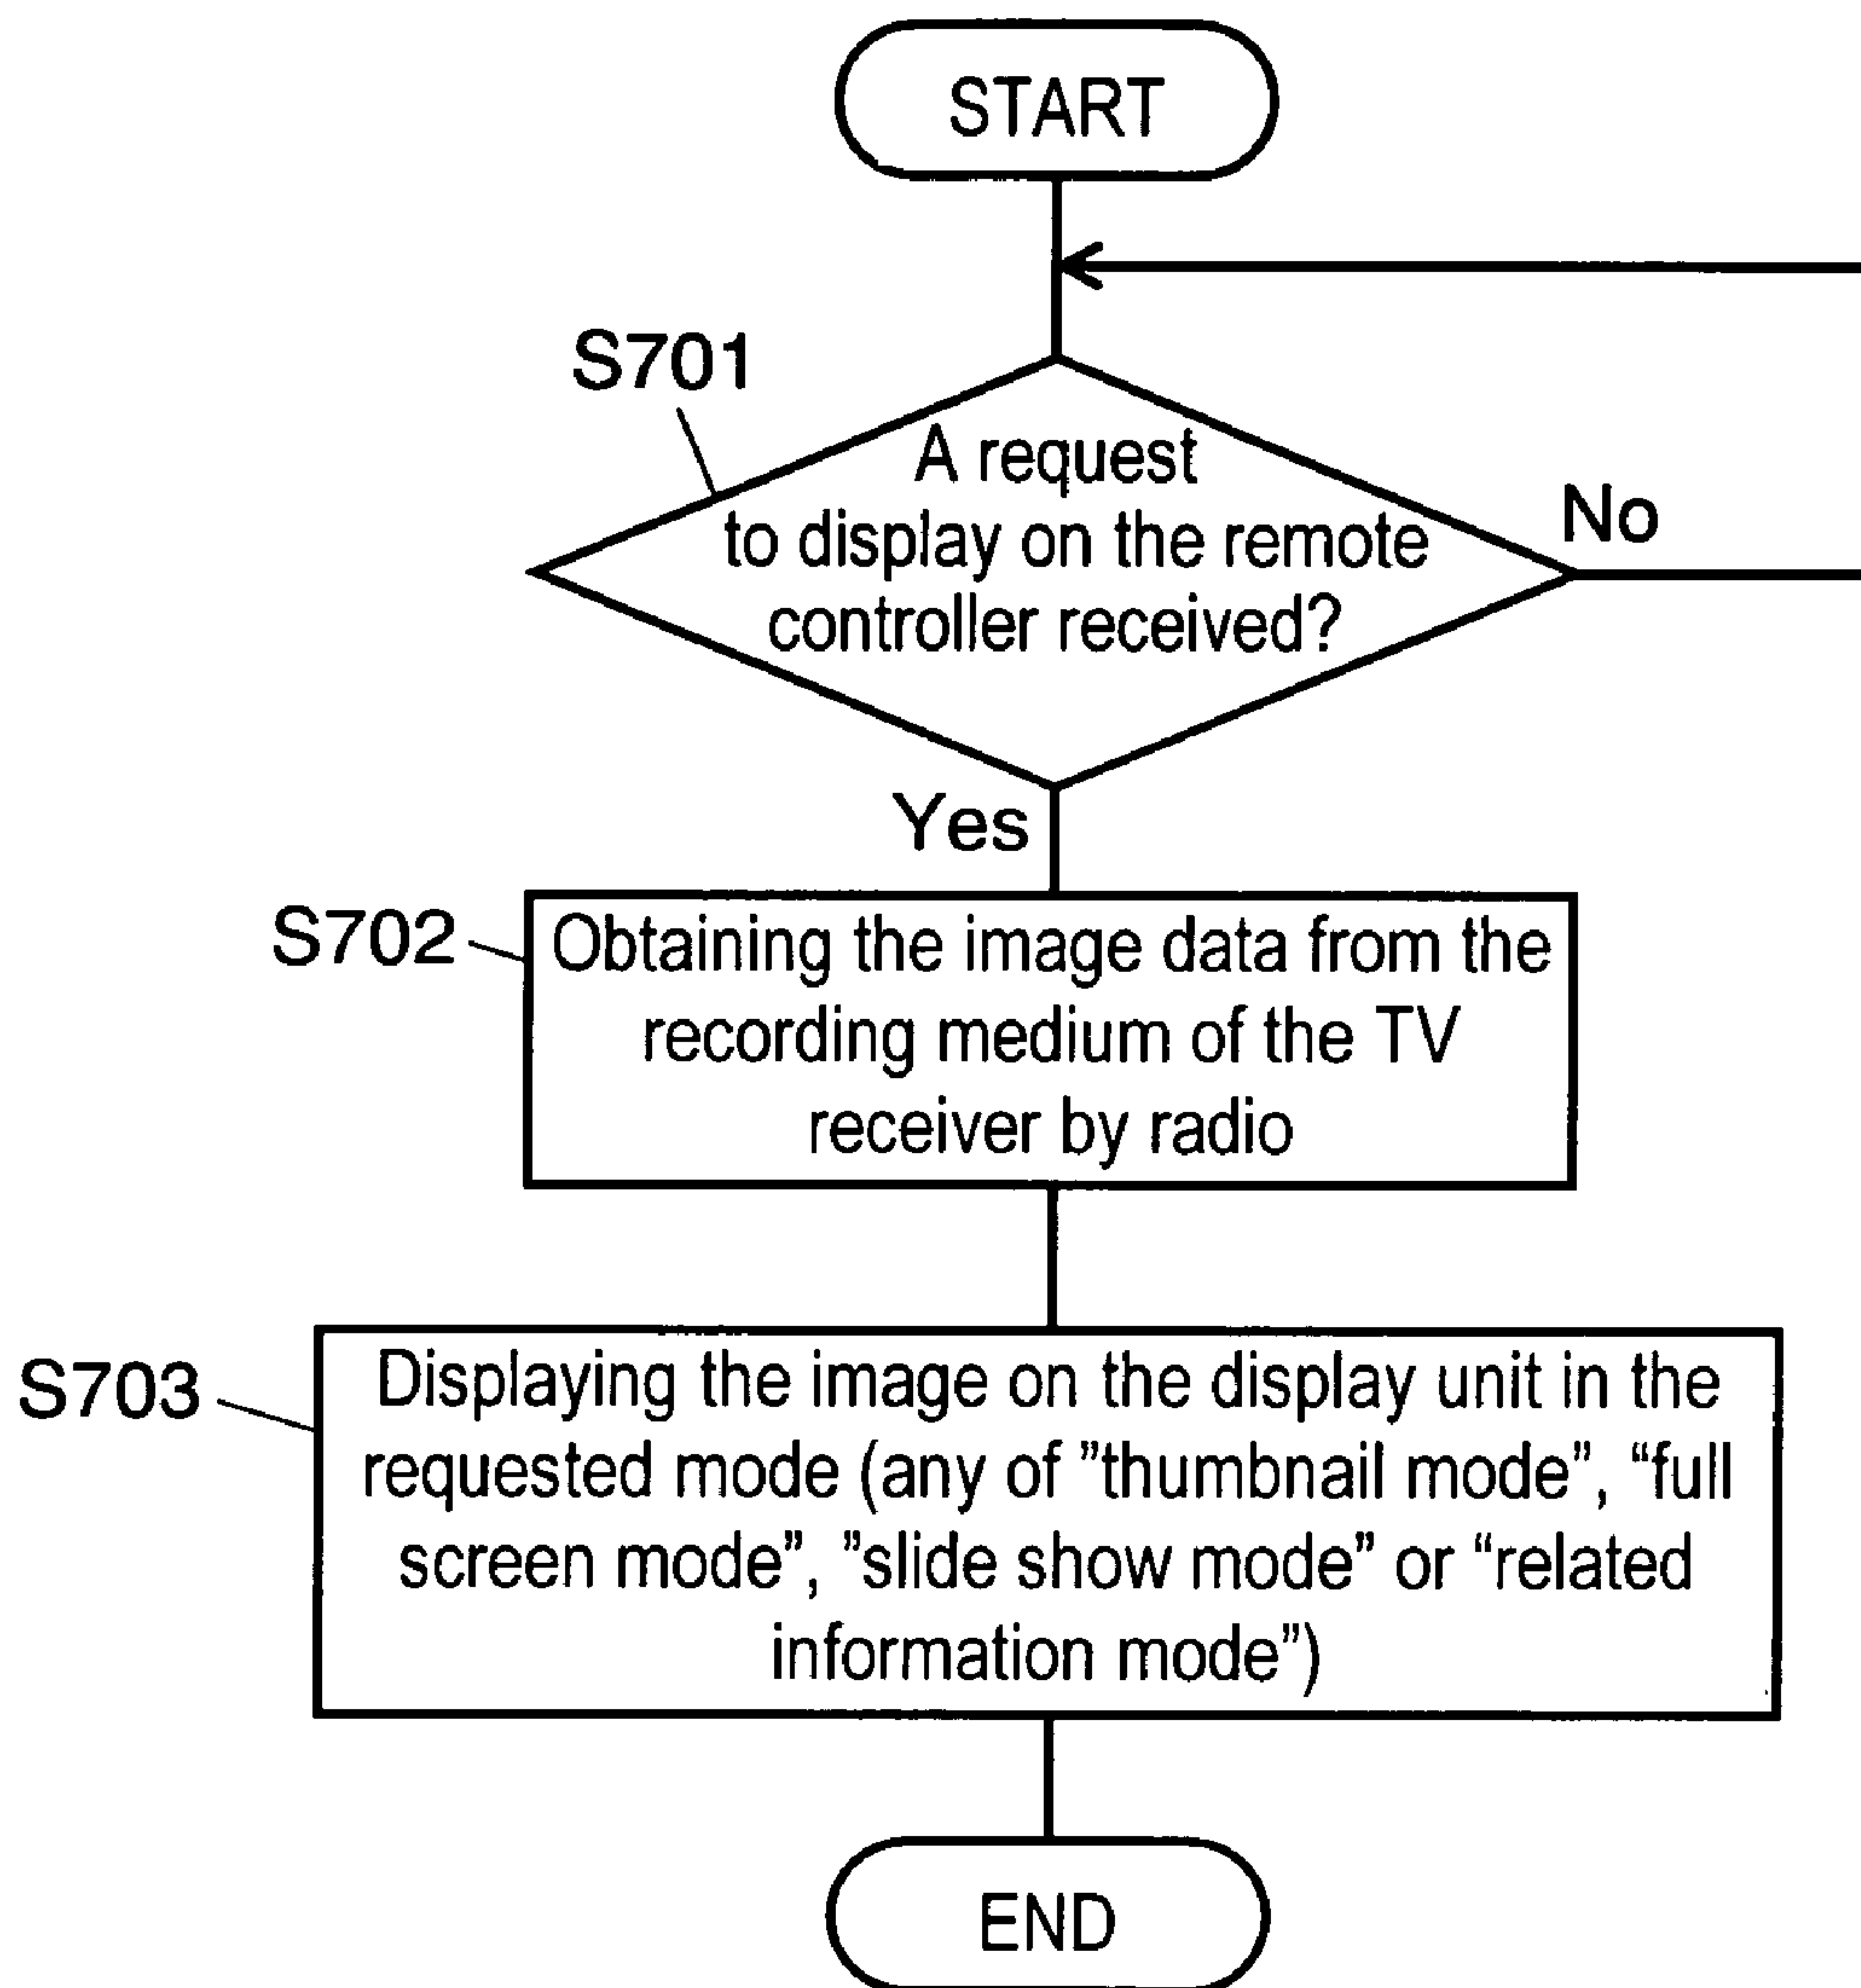 START
S701
A request
to display on the remote
controller received?
No
Yes
S702
Obtaining the image data from the
recording medium of the TV
receiver by radio
S703
Displaying the image on the display unit in the
requested mode (any of ”thumbnail mode”, “full
screen mode”, ”slide show mode” or “related
information mode”)
END